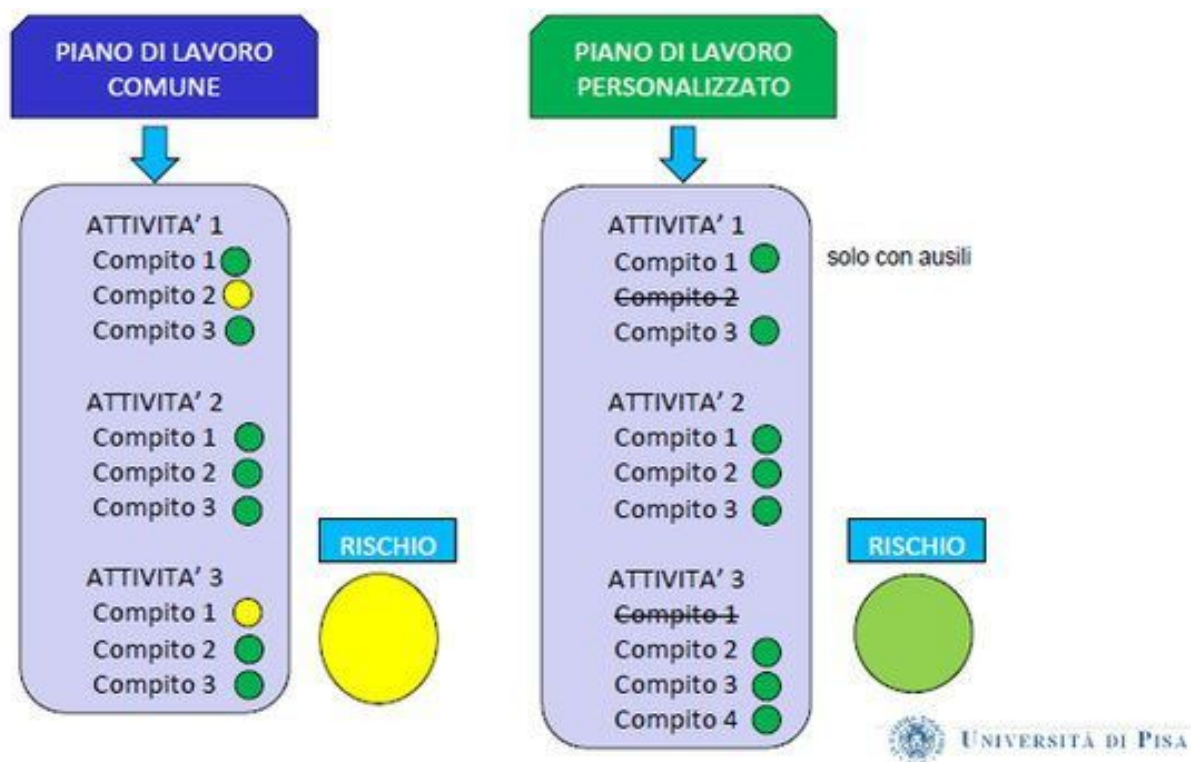 PIANO DI LAVORO
COMUNE
ATTIVITA’ 1
Compito 1
Compito 2
Compito 3
ATTIVITA’ 2
Compito 1
Compito 2
Compito 3
ATTIVITA’ 3
Compito 1
Compito 2
Compito 3
RISCHIO
PIANO DI LAVORO
PERSONALIZZATO
ATTIVITA’ 1
Compito 1
solo con ausili
Compito 2
Compito 3
ATTIVITA’ 2
Compito 1
Compito 2
Compito 3
ATTIVITA’ 3
Compito 1
Compito 2
Compito 3
Compito 4
RISCHIO
UNIVERSITÀ DI PISA